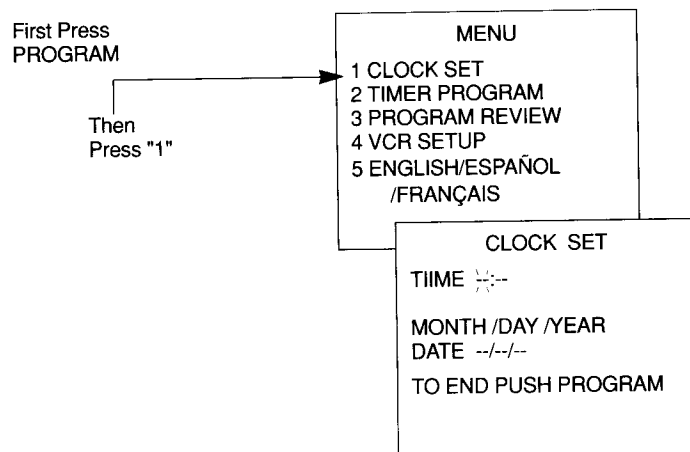 First Press
PROGRAM
Then
Press "1"
MENU
1 CLOCK SET
2 TIMER PROGRAM
3 PROGRAM REVIEW
4 VCR SETUP
5 ENGLISH/ESPAÑOL
/FRANÇAIS
CLOCK SET
TIIME --:--
MONTH /DAY /YEAR
DATE --/--/--
TO END PUSH PROGRAM